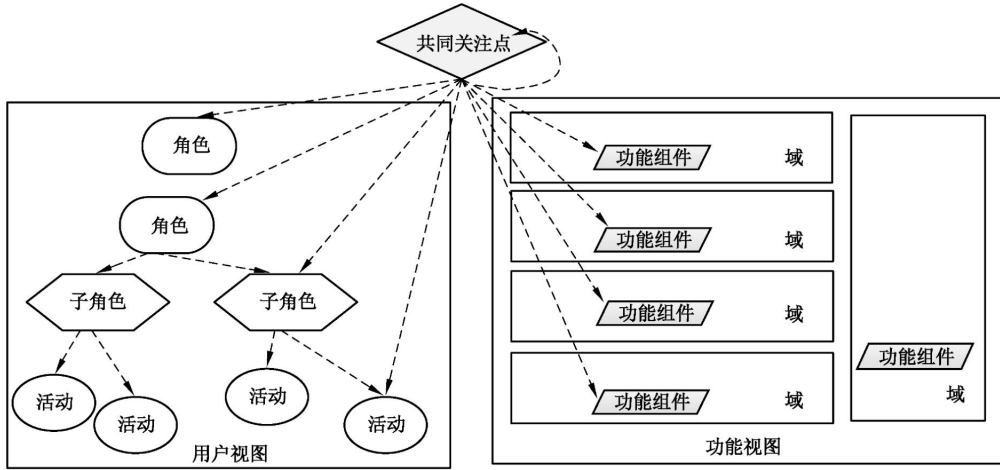 共同关注点
角色
角色
子角色
子角色
活动
活动
活动
活动
用户视图
功能组件
域
功能组件
域
功能组件
域
功能组件
域
功能组件
域
功能视图